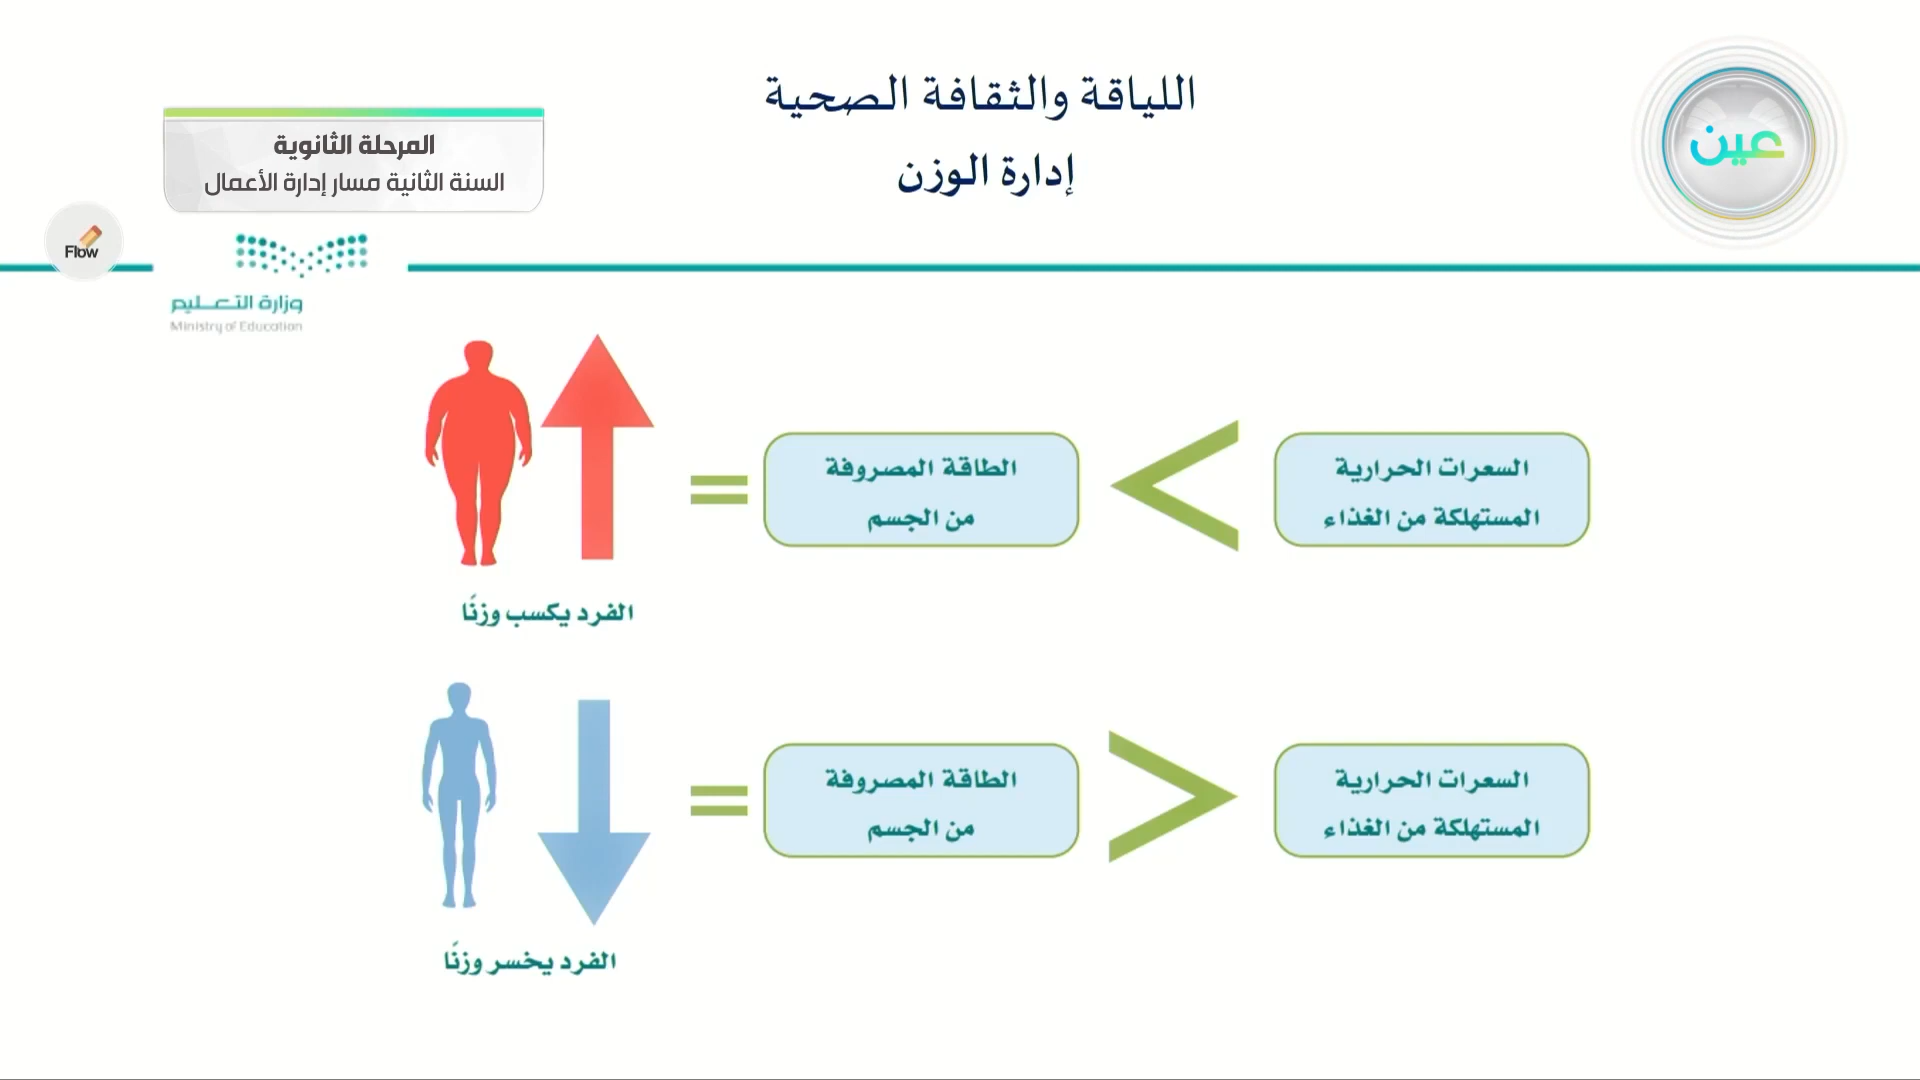 اللياقة والثقافة الصحية
إدارة الوزن
عين
المرحلة الثانوية
السنة الثانية مسار إدارة الأعمال
Flow
وزارة التعليم
Ministry of Education
السعرات الحرارية
المستهلكة من الغذاء
<
الطاقة المصروفة
من الجسم
=
الفرد يكسب وزنًا
السعرات الحرارية
المستهلكة من الغذاء
>
الطاقة المصروفة
من الجسم
=
الفرد يخسر وزنًا